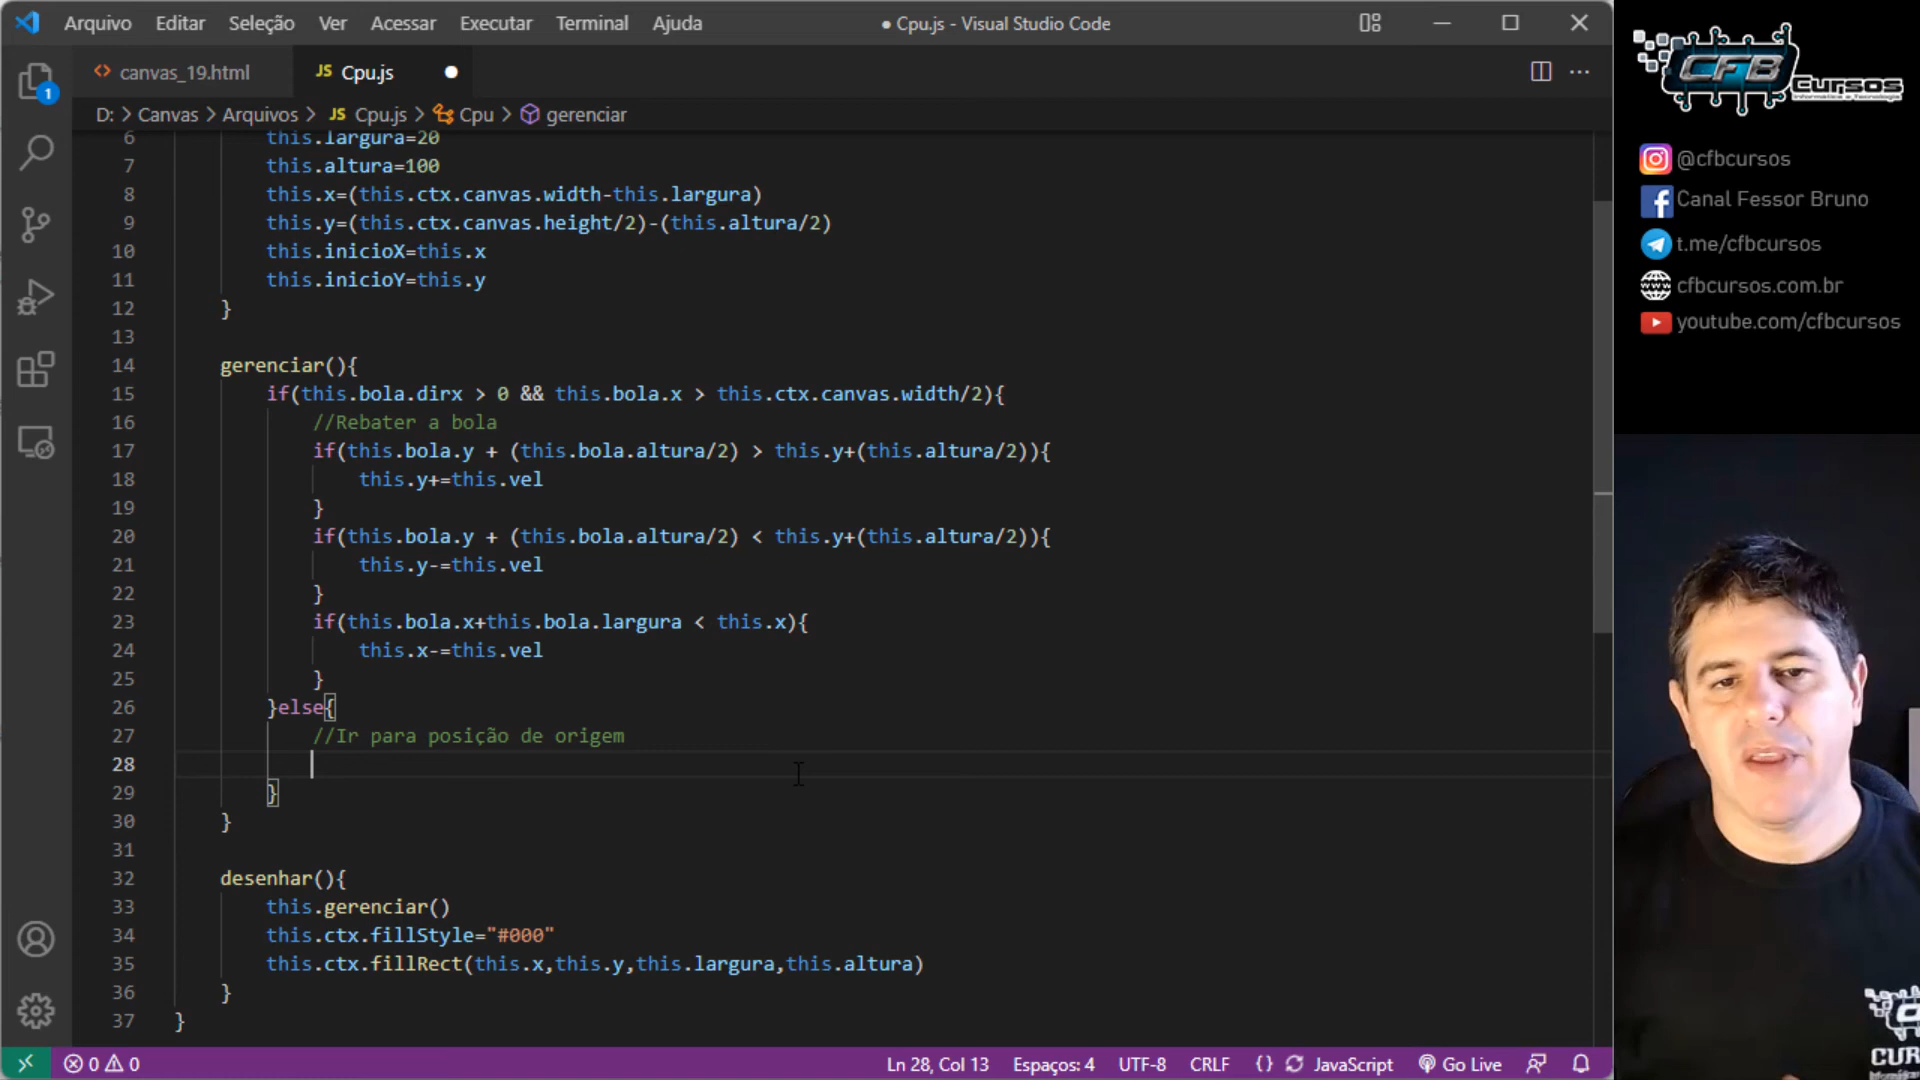 Arquivo Editar Seleção Ver Acessar Executar Terminal Ajuda
● Cpu.js - Visual Studio Code
canvas_19.html
JS Cpu.js
D: > Canvas > Arquivos > JS Cpu.js > Cpu > gerenciar
1
6 this.largura=20
7 this.altura=100
8 this.x=(this.ctx.canvas.width-this.largura)
9 this.y=(this.ctx.canvas.height/2)-(this.altura/2)
10 this.inicioX=this.x
11 this.inicioY=this.y
12 }
13
14 gerenciar(){
15 if(this.bola.dirx > 0 && this.bola.x > this.ctx.canvas.width/2){
16 //Rebater a bola
17 if(this.bola.y + (this.bola.altura/2) > this.y+(this.altura/2)){
18 this.y+=this.vel
19 }
20 if(this.bola.y + (this.bola.altura/2) < this.y+(this.altura/2)){
21 this.y-=this.vel
22 }
23 if(this.bola.x+this.bola.largura < this.x){
24 this.x-=this.vel
25 }
26 }else{
27 //Ir para posição de origem
28
29 }
30 }
31
32 desenhar(){
33 this.gerenciar()
34 this.ctx.fillStyle="#000"
35 this.ctx.fillRect(this.x,this.y,this.largura,this.altura)
36 }
37 }
0 0
Ln 28, Col 13 Espaços: 4 UTF-8 CRLF {} JavaScript Go Live
CFB Cursos
@cfbcursos
Canal Fessor Bruno
t.me/cfbcursos
cfbcursos.com.br
youtube.com/cfbcursos
CUR